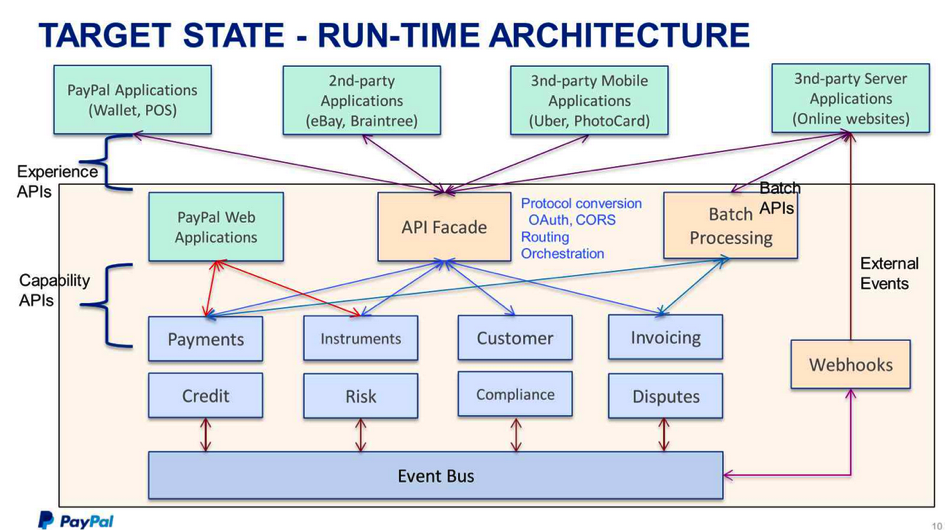 TARGET STATE - RUN-TIME ARCHITECTURE
PayPal Applications
(Wallet, POS)
2nd-party
Applications
(eBay, Braintree)
3nd-party Mobile
Applications
(Uber, PhotoCard)
3nd-party Server
Applications
(Online websites)
Experience
APIs
PayPal Web
Applications
API Facade
Protocol conversion
OAuth, CORS
Routing
Orchestration
Batch
Processing
Batch
APIs
External
Events
Capability
APIs
Payments
Instruments
Customer
Invoicing
Webhooks
Credit
Risk
Compliance
Disputes
Event Bus
PayPal
10